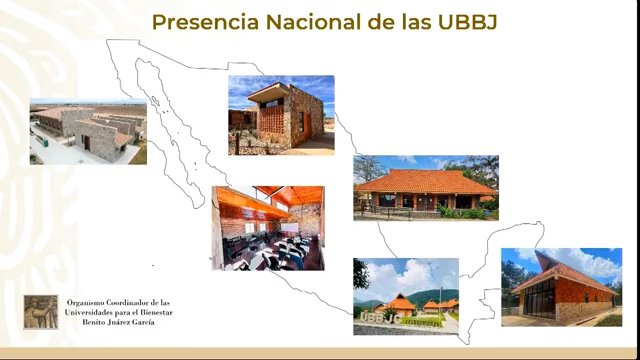 Presencia Nacional de las UBBJ
UBBJG
Organismo Coordinador de las
Universidades para el Bienestar
Benito Juárez García